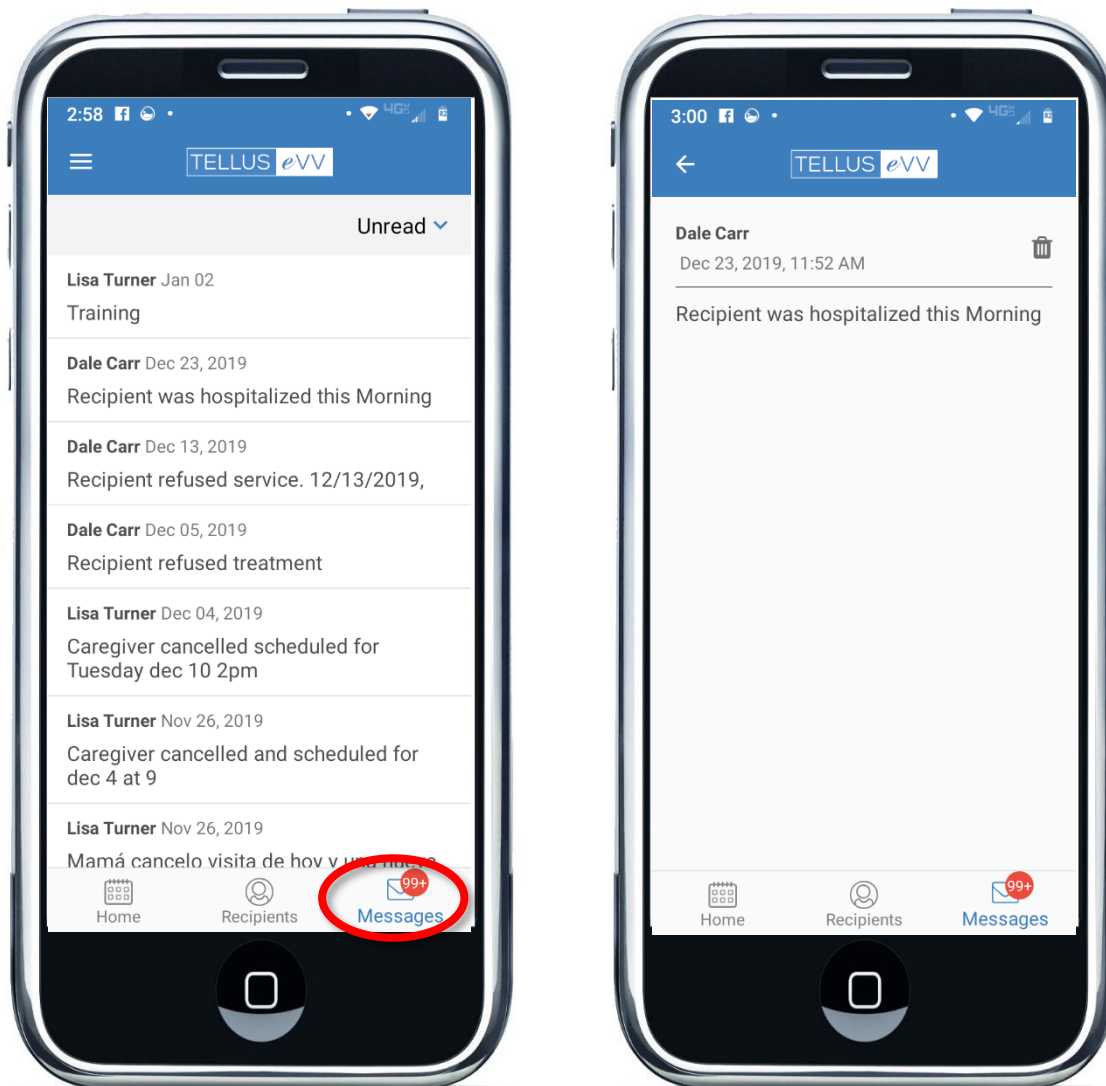 2:58
4G
TELLUS eVV
Unread
Lisa Turner Jan 02
Training
Dale Carr Dec 23, 2019
Recipient was hospitalized this Morning
Dale Carr Dec 13, 2019
Recipient refused service. 12/13/2019,
Dale Carr Dec 05, 2019
Recipient refused treatment
Lisa Turner Dec 04, 2019
Caregiver cancelled scheduled for
Tuesday dec 10 2pm
Lisa Turner Nov 26, 2019
Caregiver cancelled and scheduled for
dec 4 at 9
Lisa Turner Nov 26, 2019
Mamá cancelo visita de hoy y una nueva
99+
Home Recipients Messages
3:00
4G
TELLUS eVV
Dale Carr
Dec 23, 2019, 11:52 AM
Recipient was hospitalized this Morning
99+
Home Recipients Messages